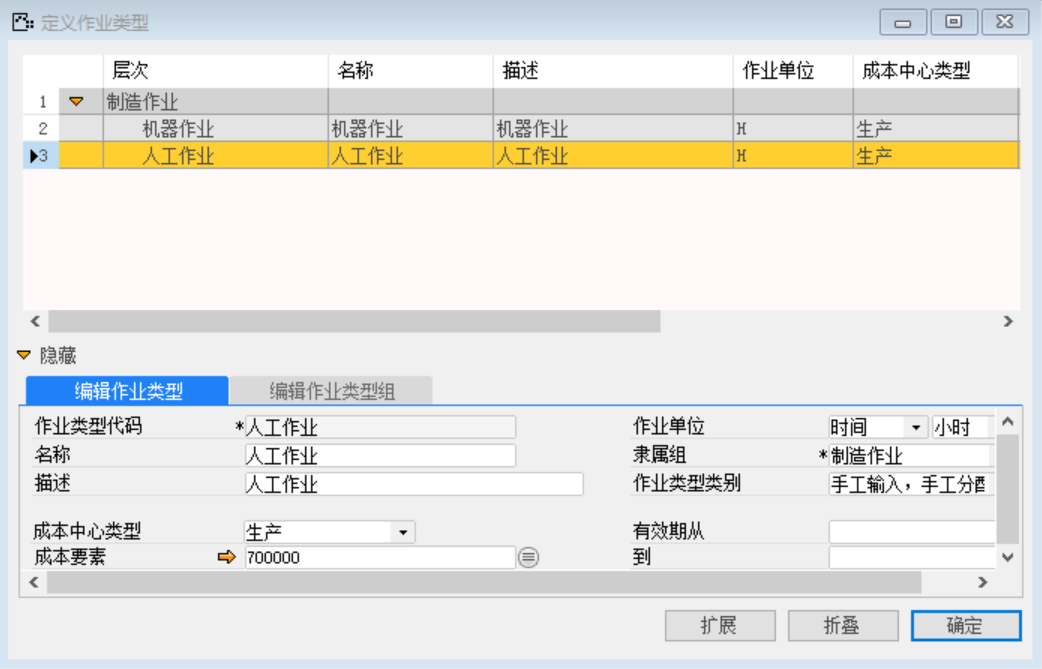 定义作业类型
层次 名称 描述 作业单位 成本中心类型
1 制造作业
2 机器作业 机器作业 机器作业 H 生产
3 人工作业 人工作业 人工作业 H 生产
隐藏
编辑作业类型 编辑作业类型组
作业类型代码 *人工作业 作业单位 时间 小时
名称 人工作业 隶属组 *制造作业
描述 人工作业 作业类型类别 手工输入，手工分配
成本中心类型 生产 有效期从
成本要素 700000 到
扩展 折叠 确定